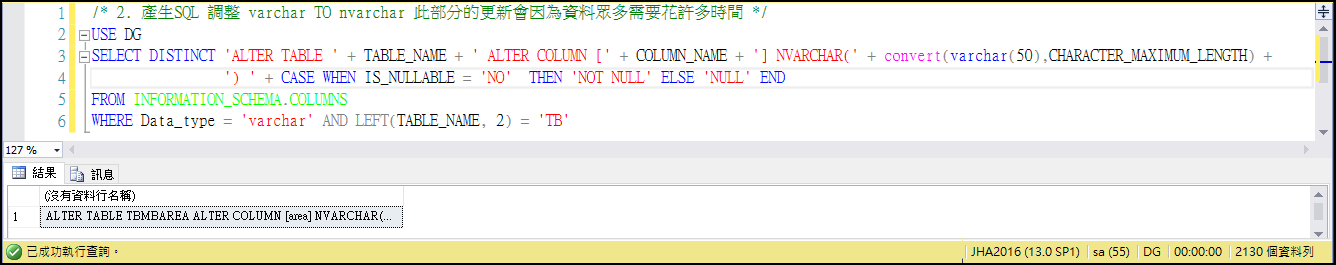 1 /* 2. 產生SQL 調整 varchar TO nvarchar 此部分的更新會因為資料眾多需要花許多時間 */
2 USE DG
3 SELECT DISTINCT 'ALTER TABLE ' + TABLE_NAME + ' ALTER COLUMN [' + COLUMN_NAME + '] NVARCHAR(' + convert(varchar(50),CHARACTER_MAXIMUM_LENGTH) +
4 ') ' + CASE WHEN IS_NULLABLE = 'NO'  THEN 'NOT NULL' ELSE 'NULL' END
5 FROM INFORMATION_SCHEMA.COLUMNS
6 WHERE Data_type = 'varchar' AND LEFT(TABLE_NAME, 2) = 'TB'
127 %
結果 訊息
(沒有資料行名稱)
1 ALTER TABLE TBMBAREA ALTER COLUMN [area] NVARCHAR(...
已成功執行查詢。 JHA2016 (13.0 SP1) sa (55) DG 00:00:00 2130 個資料列